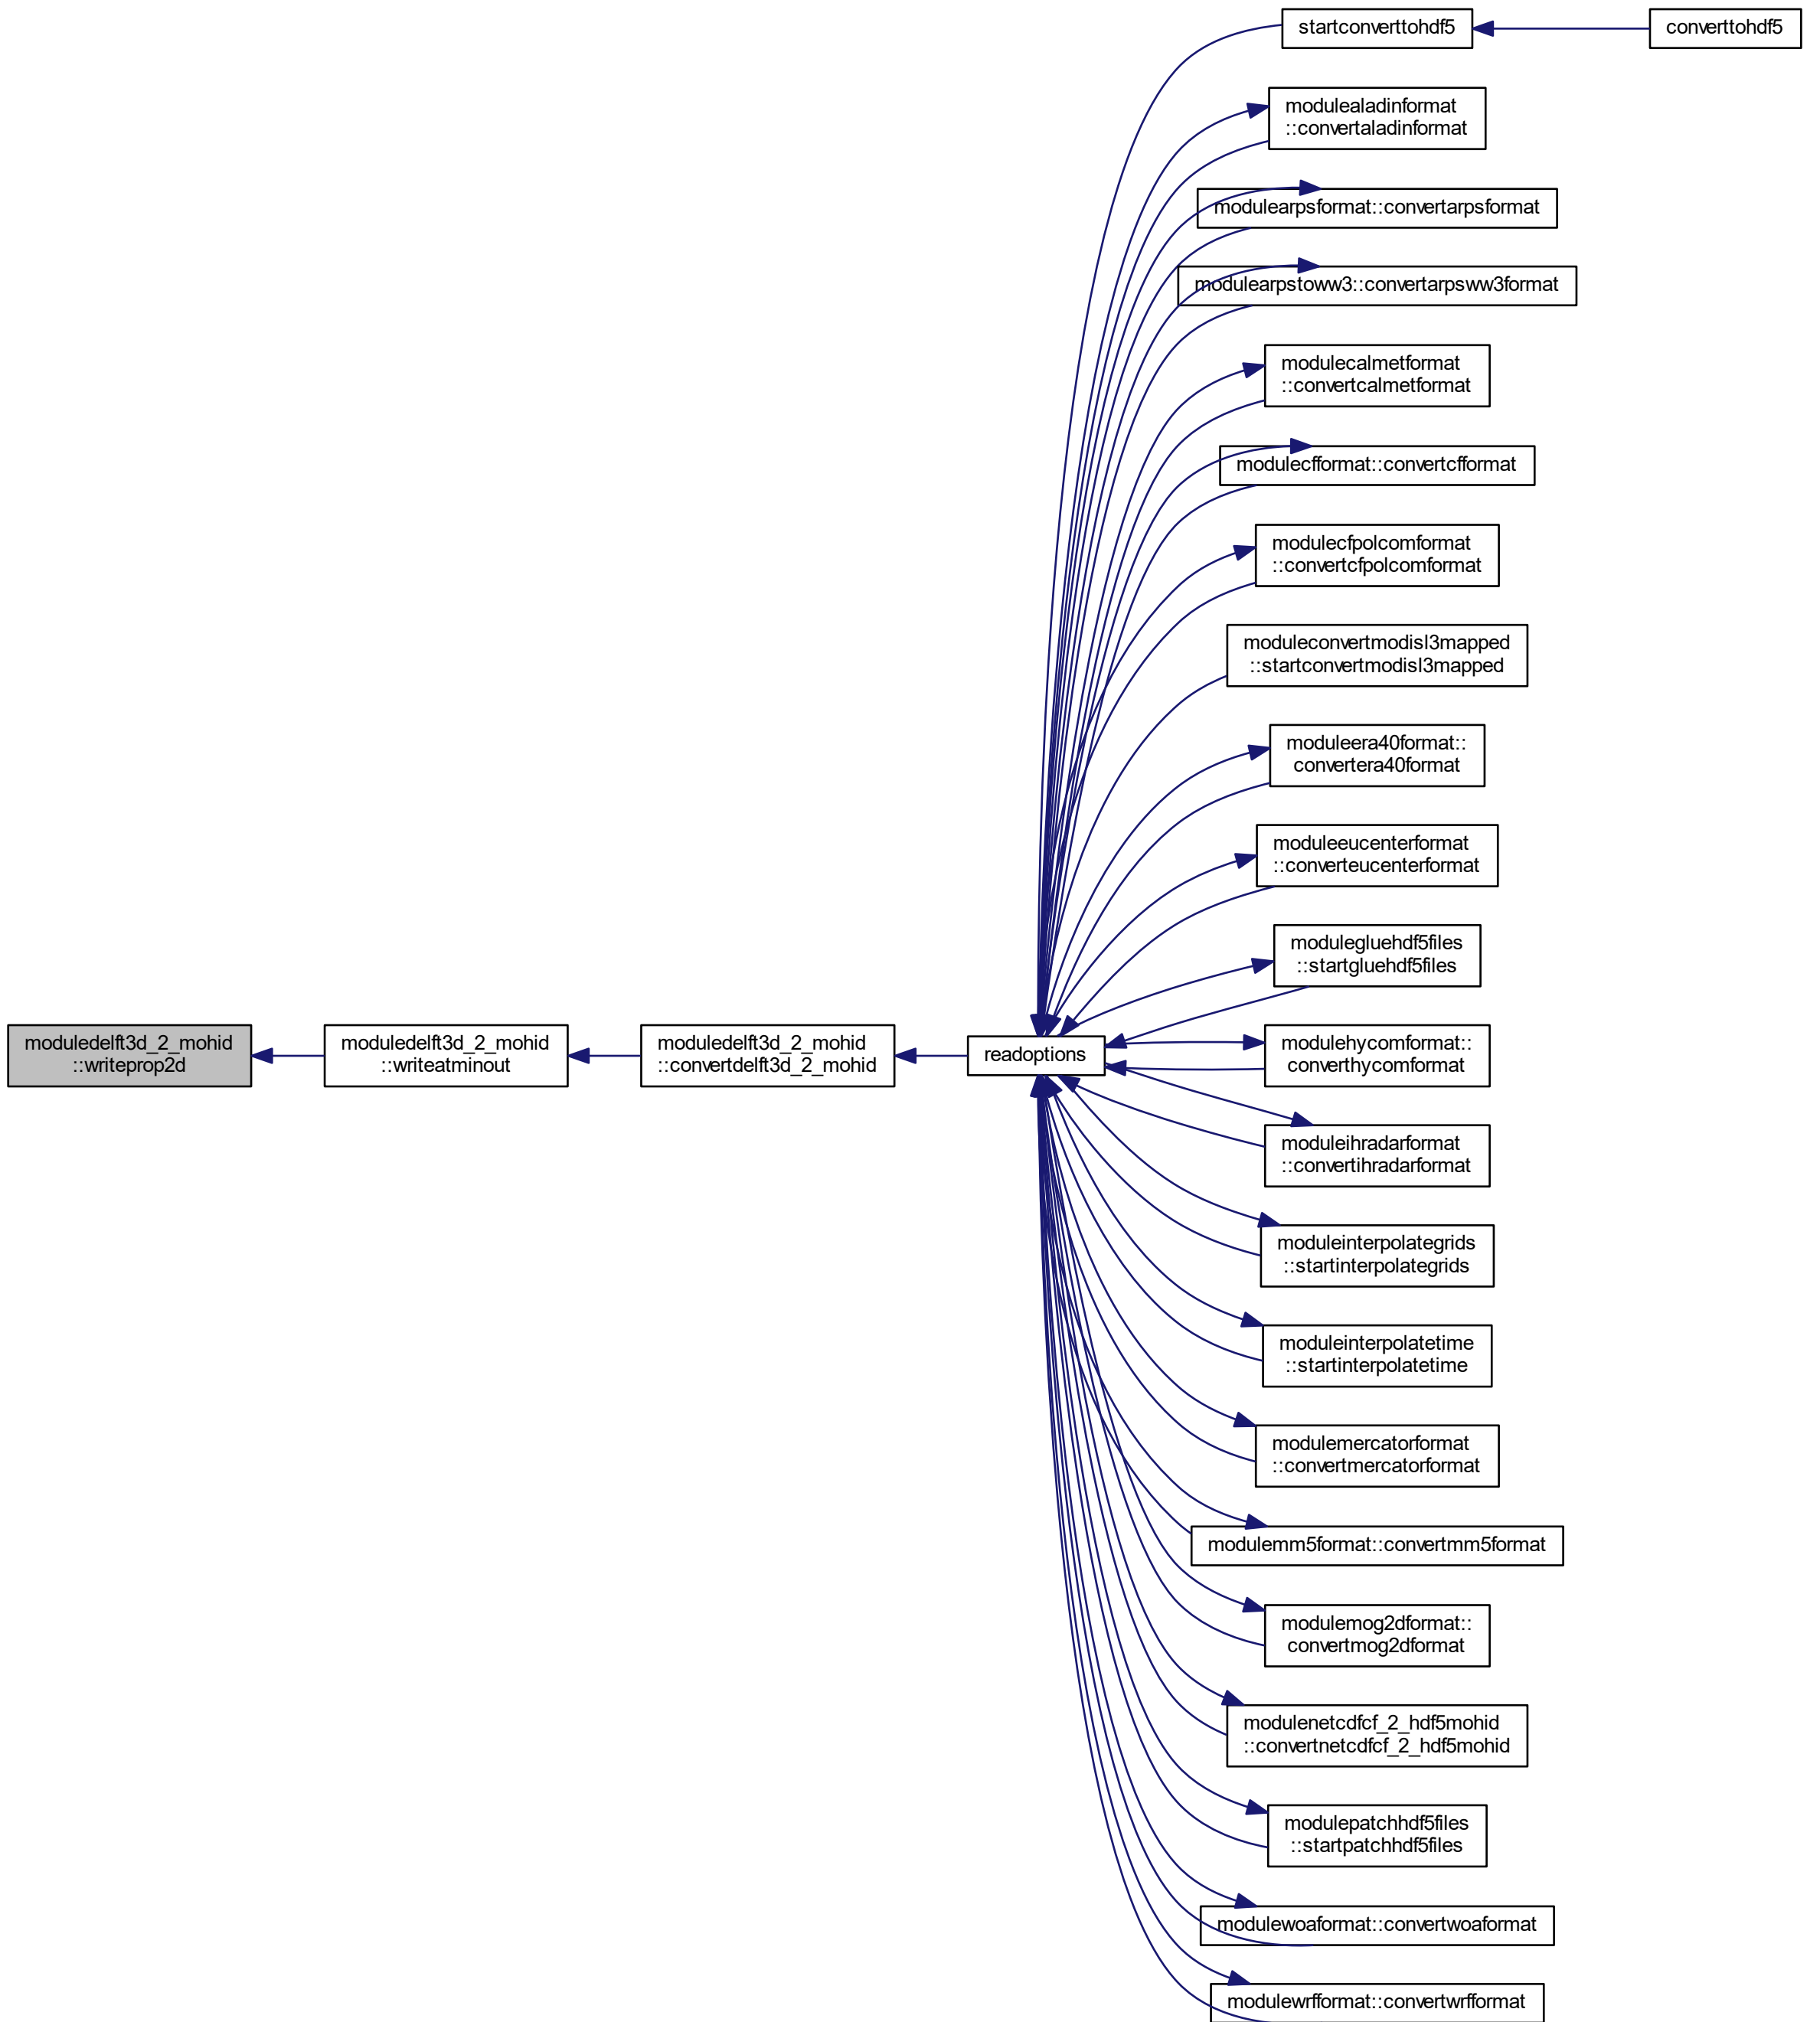 startconverttohdf5
converttohdf5
modulealadinformat
::convertaladinformat
modulearpsformat::convertarpsformat
modulearpstoww3::convertarpsww3format
modulecalmetformat
::convertcalmetformat
modulecfformat::convertcfformat
modulecfpolcomformat
::convertcfpolcomformat
moduleconvertmodisl3mapped
::startconvertmodisl3mapped
moduleera40format::
convertera40format
moduleeucenterformat
::converteucenterformat
modulegluehdf5files
::startgluehdf5files
moduledelft3d_2_mohid
::writeprop2d
moduledelft3d_2_mohid
::writeatminout
moduledelft3d_2_mohid
::convertdelft3d_2_mohid
readoptions
modulehycomformat::
converthycomformat
moduleihradarformat
::convertihradarformat
moduleinterpolategrids
::startinterpolategrids
moduleinterpolatetime
::startinterpolatetime
modulemercatorformat
::convertmercatorformat
modulemm5format::convertmm5format
modulemog2dformat::
convertmog2dformat
modulenetcdfcf_2_hdf5mohid
::convertnetcdfcf_2_hdf5mohid
modulepatchhdf5files
::startpatchhdf5files
modulewoaformat::convertwoaformat
modulewrfformat::convertwrfformat